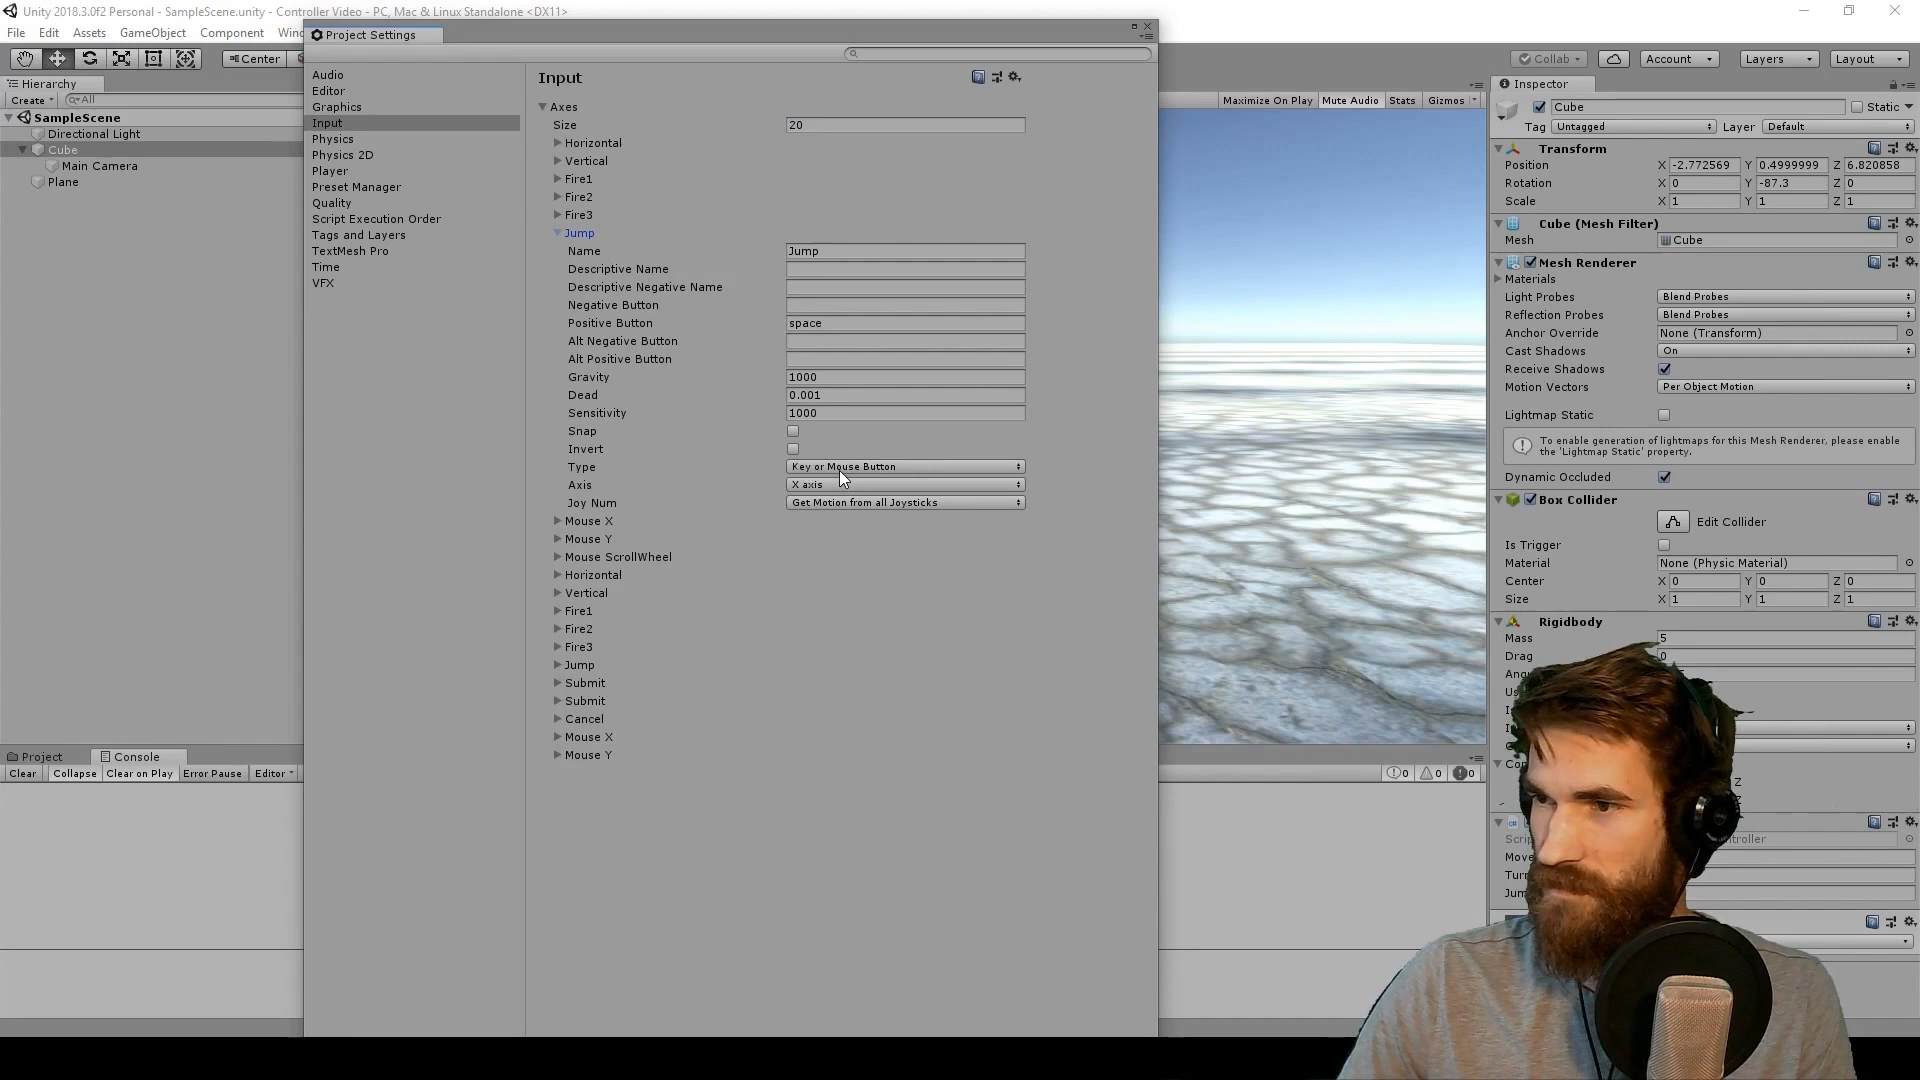 Unity 2018.3.0f2 Personal - SampleScene.unity - Controller Video - PC, Mac & Linux Standalone <DX11>
File Edit Assets GameObject Component
Project Settings
Center
Collab Account Layers Layout
Hierarchy
Create All
SampleScene
Directional Light
Cube
Main Camera
Plane
Audio
Editor
Graphics
Input
Physics
Physics 2D
Player
Preset Manager
Quality
Script Execution Order
Tags and Layers
TextMesh Pro
Time
VFX
Input
Axes
Size 20
Horizontal
Vertical
Fire1
Fire2
Fire3
Jump
Name Jump
Descriptive Name
Descriptive Negative Name
Negative Button
Positive Button space
Alt Negative Button
Alt Positive Button
Gravity 1000
Dead 0.001
Sensitivity 1000
Snap
Invert
Type Key or Mouse Button
Axis X axis
Joy Num Get Motion from all Joysticks
Mouse X
Mouse Y
Mouse ScrollWheel
Horizontal
Vertical
Fire1
Fire2
Fire3
Jump
Submit
Submit
Cancel
Mouse X
Mouse Y
Maximize On Play Mute Audio Stats Gizmos
Inspector
Cube Static
Tag Untagged Layer Default
Transform
Position X -2.772569 Y 0.4999999 Z 6.820858
Rotation X 0 Y -87.3 Z 0
Scale X 1 Y 1 Z 1
Cube (Mesh Filter)
Mesh Cube
Mesh Renderer
Materials
Light Probes Blend Probes
Reflection Probes Blend Probes
Anchor Override None (Transform)
Cast Shadows On
Receive Shadows
Motion Vectors Per Object Motion
Lightmap Static
To enable generation of lightmaps for this Mesh Renderer, please enable
the 'Lightmap Static' property.
Dynamic Occluded
Box Collider
Edit Collider
Is Trigger
Material None (Physic Material)
Center X 0 Y 0 Z 0
Size X 1 Y 1 Z 1
Rigidbody
Mass 5
Drag 0
Z
Project Console
Clear Collapse Clear on Play Error Pause Editor
0 0 0